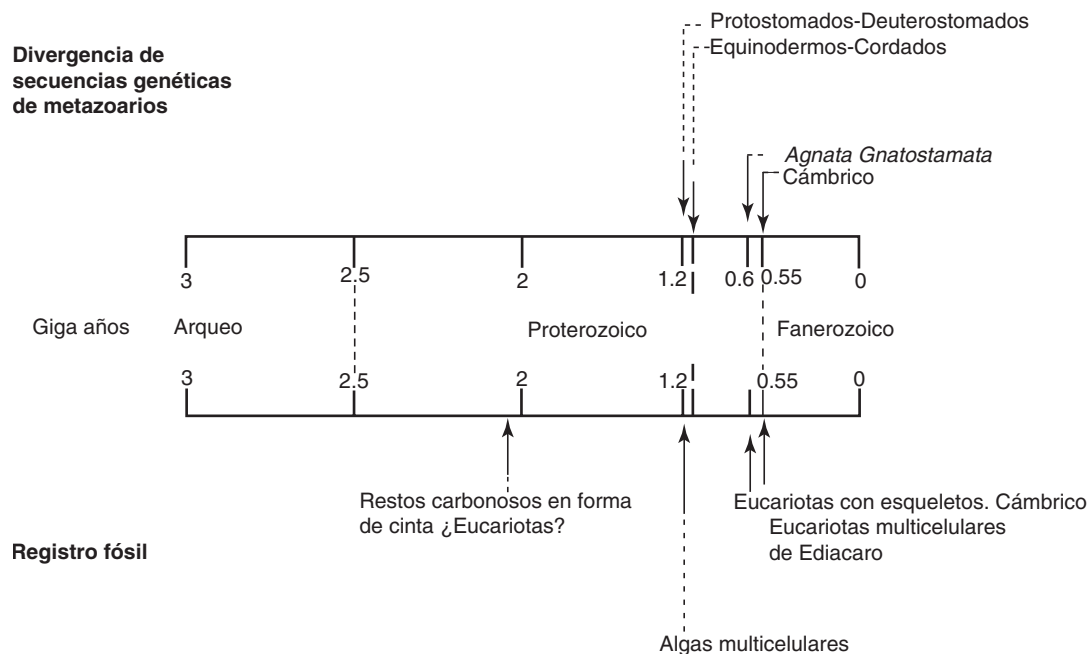 Protostomados-Deuterostomados
Equinodermos-Cordados
Divergencia de
secuencias genéticas
de metazoarios
Agnata Gnatostamata
Cámbrico
3 2.5 2 1.2 0.6 0.55 0
Giga años Arqueo Proterozoico Fanerozoico
3 2.5 2 1.2 0.55 0
Restos carbonosos en forma
de cinta ¿Eucariotas?
Eucariotas con esqueletos. Cámbrico
Eucariotas multicelulares
de Ediacaro
Registro fósil
Algas multicelulares